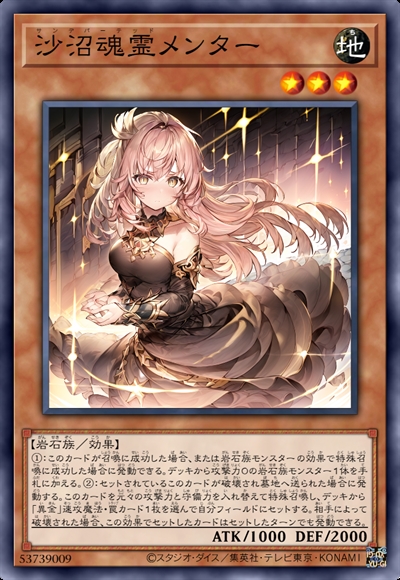 沙沼魂霊メンター
地
【岩石族／効果】
①:このカードが召喚に成功した場合、または岩石族モンスターの効果で特殊召
喚に成功した場合に発動できる。デッキから攻撃力0の岩石族モンスター1体を手
札に加える。②:セットされているこのカードが破壊され墓地へ送られた場合に発
動する。このカードを元々の攻撃力と守備力を入れ替えて特殊召喚し、デッキから
「異金」速攻魔法・罠カード1枚を選んで自分フィールドにセットする。相手によって
破壊された場合、この効果でセットしたカードはセットしたターンでも発動できる。
ATK/1000 DEF/2000
53739009
©スタジオ・ダイス／集英社・テレビ東京・KONAMI